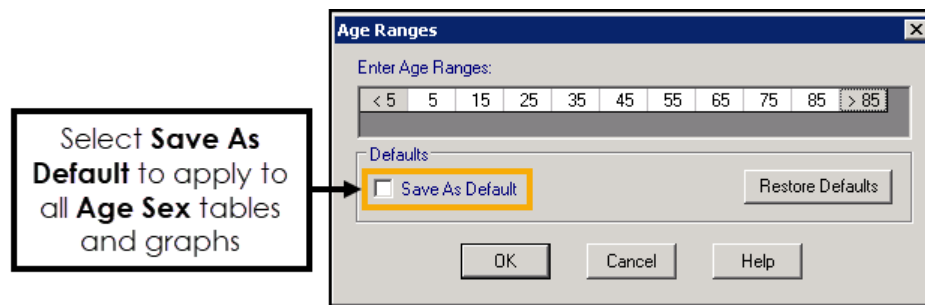 Age Ranges
Enter Age Ranges:
< 5 5 15 25 35 45 55 65 75 85 > 85
Select Save As
Default to apply to
all Age Sex tables
and graphs
Defaults
Save As Default
Restore Defaults
OK Cancel Help